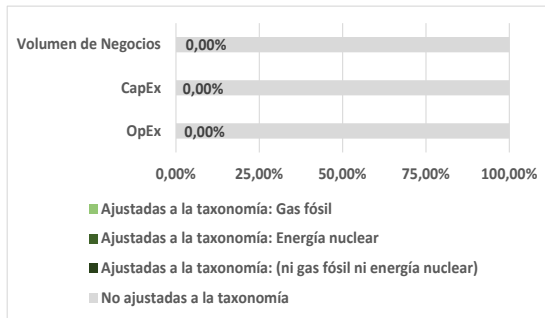 Volumen de Negocios 0,00%
CapEx 0,00%
OpEx 0,00%
0,00% 25,00% 50,00% 75,00% 100,00%
Ajustadas a la taxonomía: Gas fósil
Ajustadas a la taxonomía: Energía nuclear
Ajustadas a la taxonomía: (ni gas fósil ni energía nuclear)
No ajustadas a la taxonomía